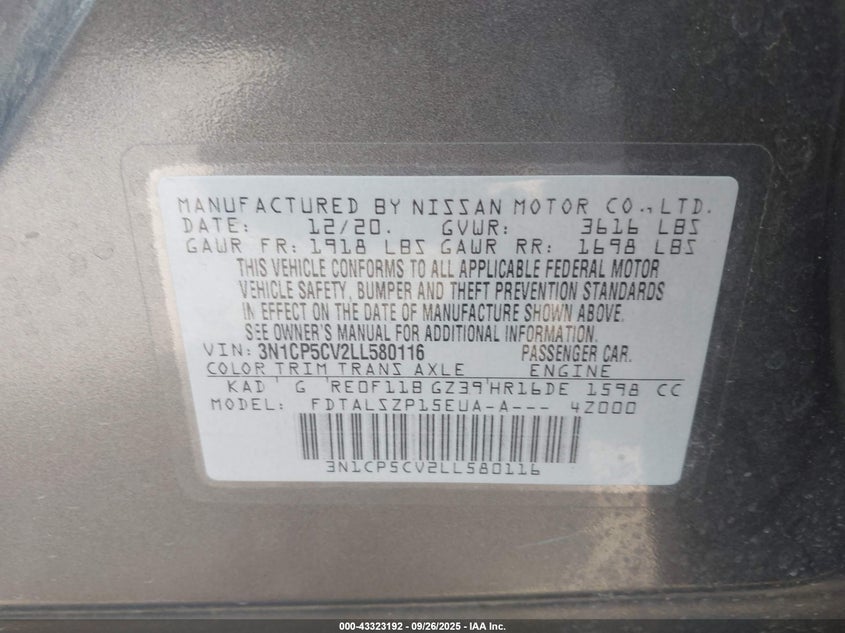 MANUFACTURED BY NISSAN MOTOR CO., LTD.
DATE: 12/20. GVWR: 3616 LBS
GAWR FR: 1918 LBS GAWR RR: 1698 LBS
THIS VEHICLE CONFORMS TO ALL APPLICABLE FEDERAL MOTOR
VEHICLE SAFETY, BUMPER AND THEFT PREVENTION STANDARDS
IN EFFECT ON THE DATE OF MANUFACTURE SHOWN ABOVE.
SEE OWNER'S MANUAL FOR ADDITIONAL INFORMATION.
VIN: 3N1CP5CV2LL580116 PASSENGER CAR.
COLOR TRIM TRANS AXLE ENGINE
KAD G RE0F11B GZ39 HR16DE 1598 CC
MODEL: FDTALSZP15EUA-A--- 4Z000
3N1CP5CV2LL580116
000-43323192 - 09/26/2025 - IAA Inc.